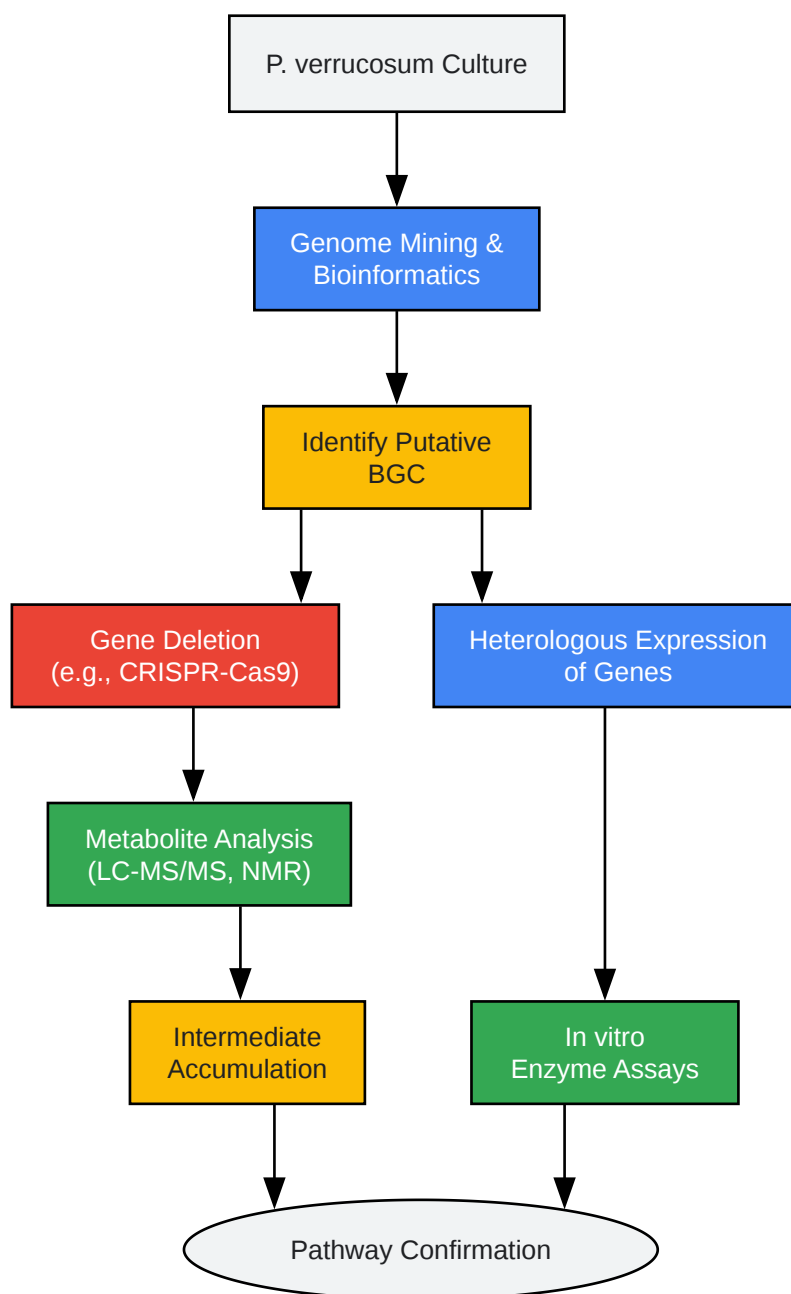 P. verrucosum Culture
Genome Mining &
Bioinformatics
Identify Putative
BGC
Gene Deletion
(e.g., CRISPR-Cas9)
Heterologous Expression
of Genes
Metabolite Analysis
(LC-MS/MS, NMR)
Intermediate
Accumulation
In vitro
Enzyme Assays
Pathway Confirmation